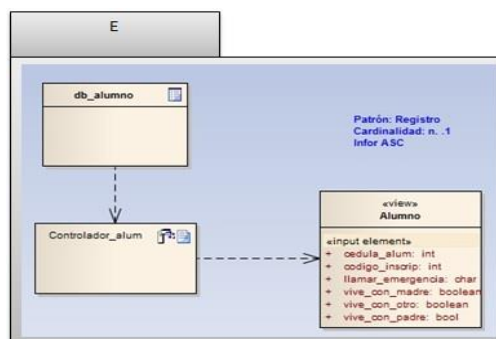 E
db_alumno
Patrón: Registro
Cardinalidad: n. .1
Infor ASC
Controlador_alum
«view»
Alumno
«input element»
+ cedula_alum: int
+ codigo_inscrip: int
+ llamar_emergencia: char
+ vive_con_madre: boolean
+ vive_con_otro: boolean
+ vive_con_padre: bool